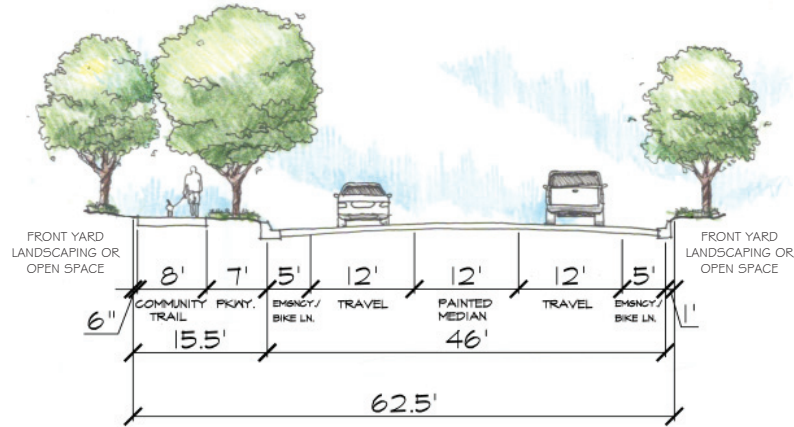 FRONT YARD
LANDSCAPING OR
OPEN SPACE
FRONT YARD
LANDSCAPING OR
OPEN SPACE
8' 7' 5' 12' 12' 12' 5'
COMMUNITY
TRAIL
PKWY.
EMGNCY./
BIKE LN.
TRAVEL
PAINTED
MEDIAN
TRAVEL
EMGNCY./
BIKE LN.
6"
1'
15.5'
46'
62.5'